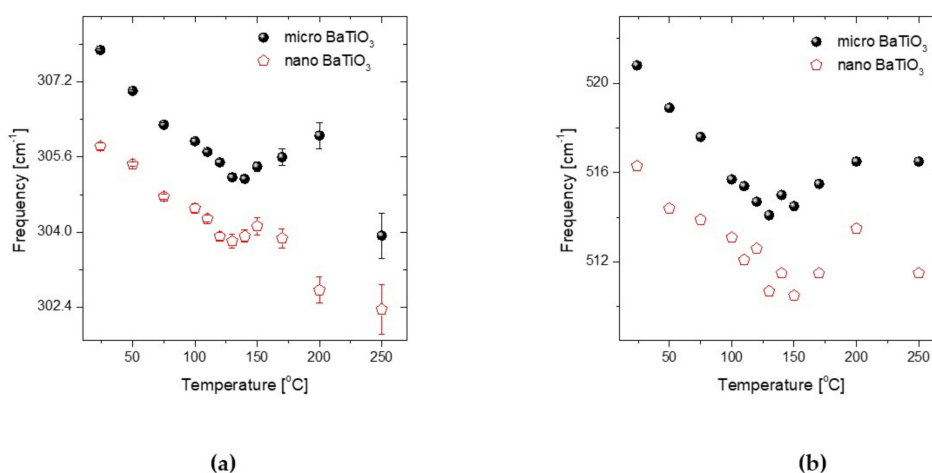 micro BaTiO₃
nano BaTiO₃
307.2
305.6
304.0
302.4
Frequency [cm⁻¹]
50 100 150 200 250
Temperature [°C]
(a)
micro BaTiO₃
nano BaTiO₃
520
516
512
Frequency [cm⁻¹]
50 100 150 200 250
Temperature [°C]
(b)